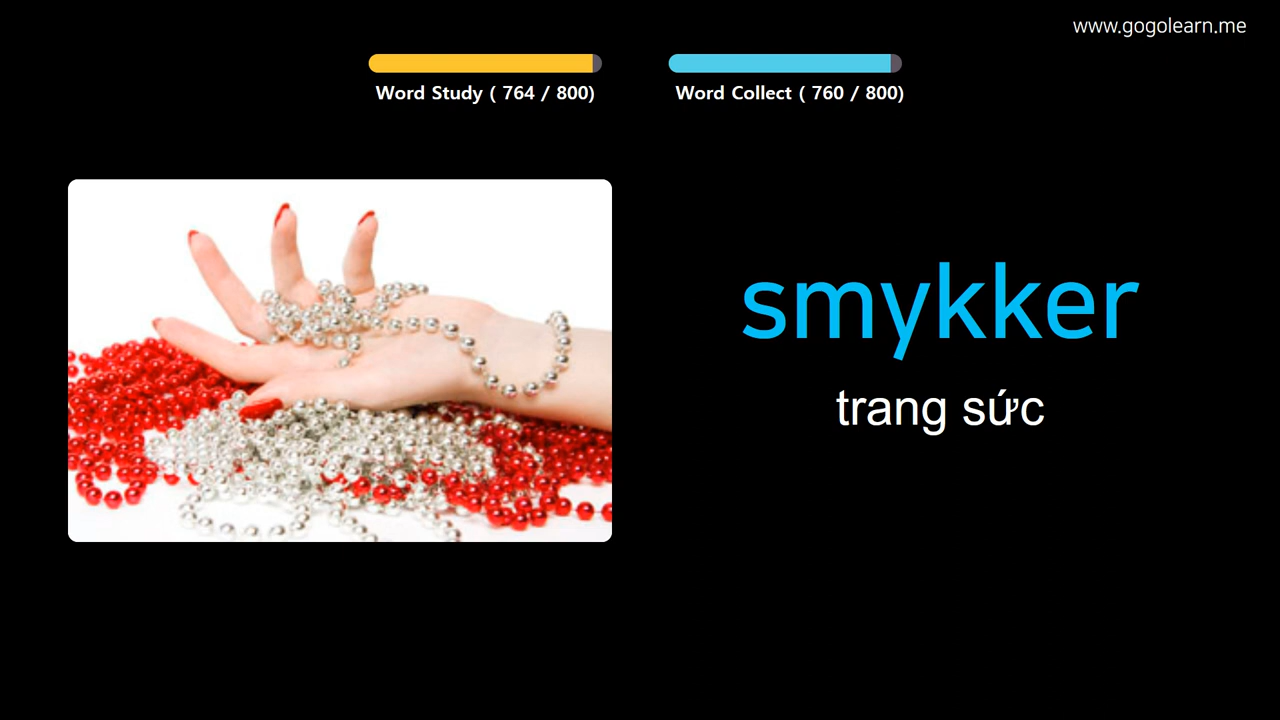 www.gogolearn.me
Word Study ( 764 / 800)
Word Collect ( 760 / 800)
smykker
trang sức